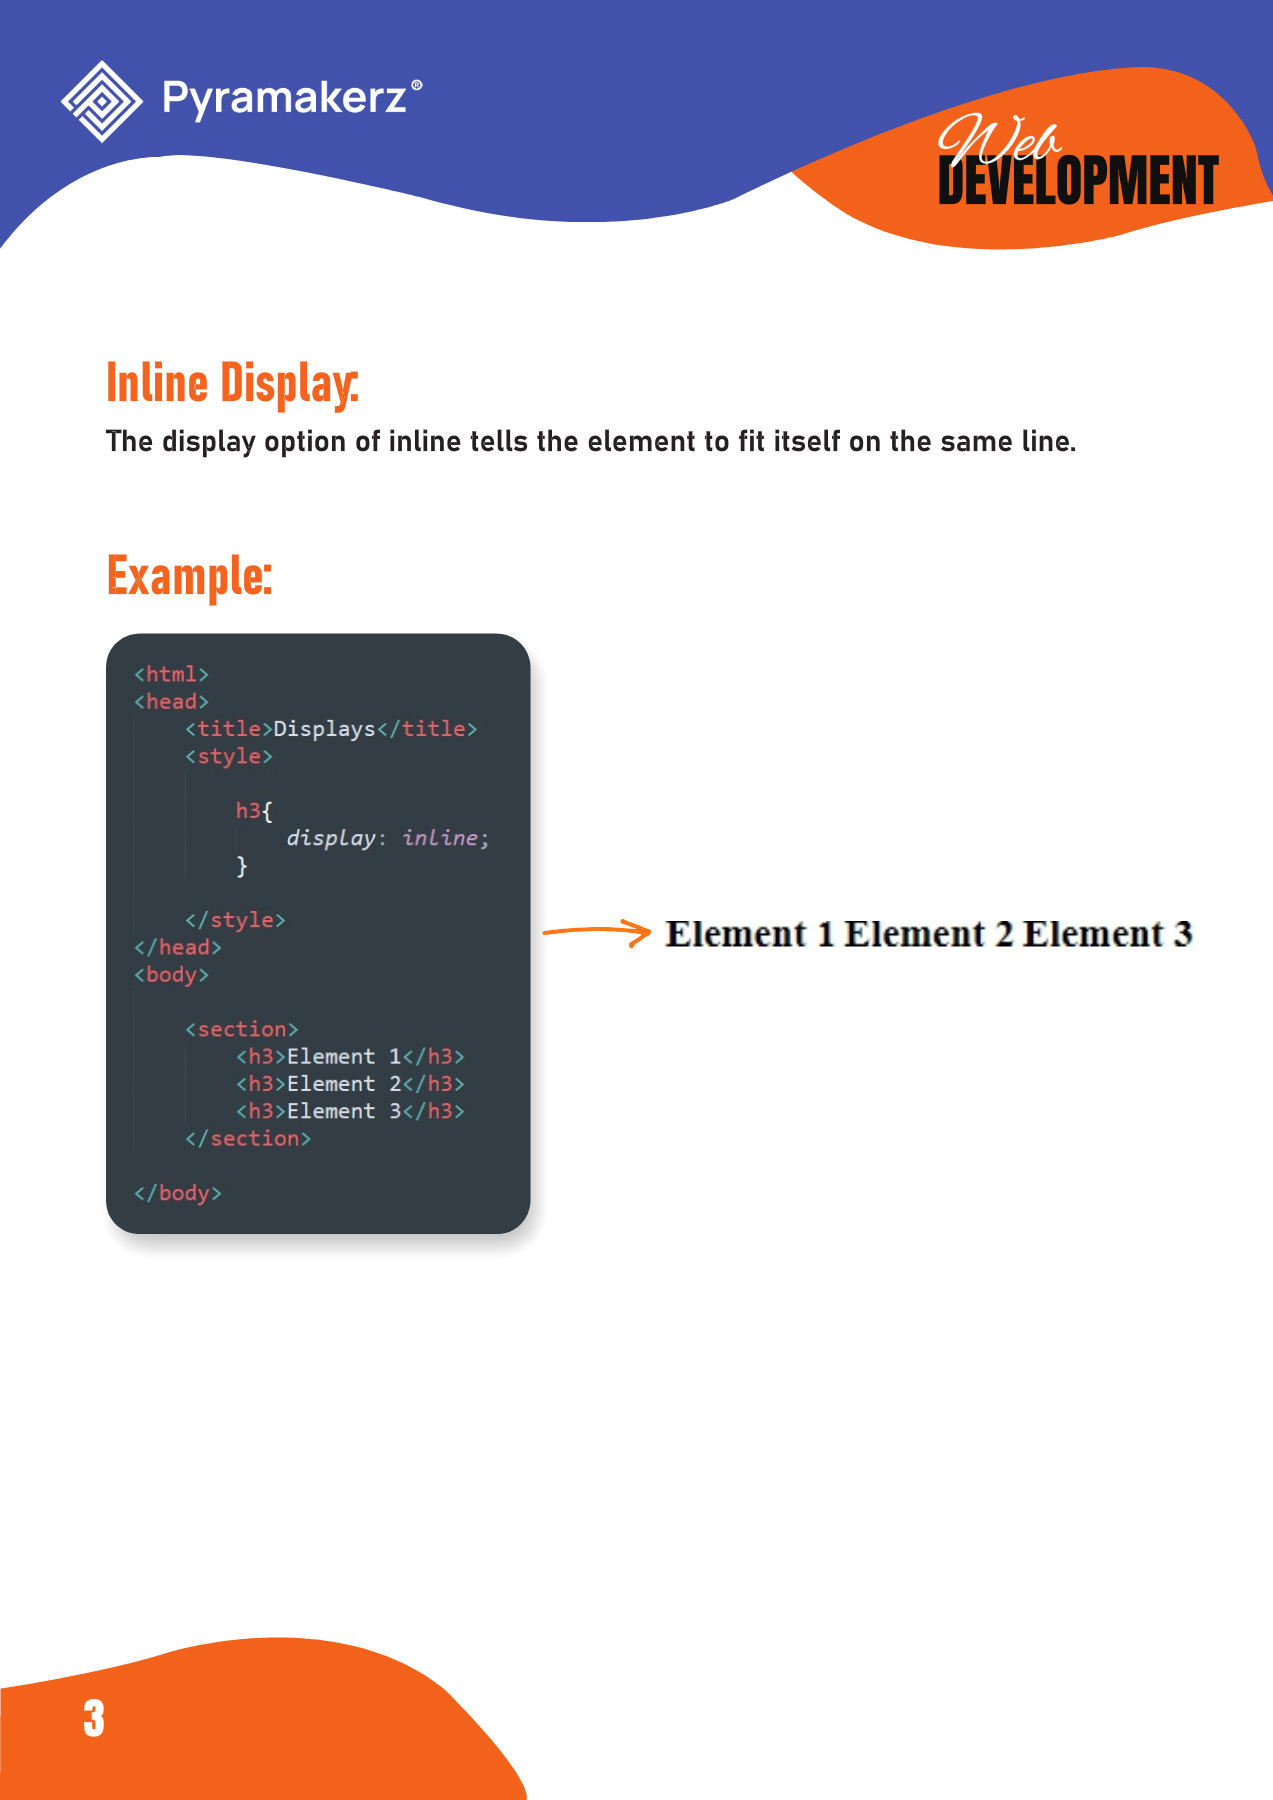 Pyramakerz®
Web
DEVELOPMENT
Inline Display:
The display option of inline tells the element to fit itself on the same line.
Example:
<html>
<head>
    <title>Displays</title>
    <style>
        h3{
            display: inline;
        }
    </style>
</head>
<body>
    <section>
        <h3>Element 1</h3>
        <h3>Element 2</h3>
        <h3>Element 3</h3>
    </section>
</body>
Element 1 Element 2 Element 3
3